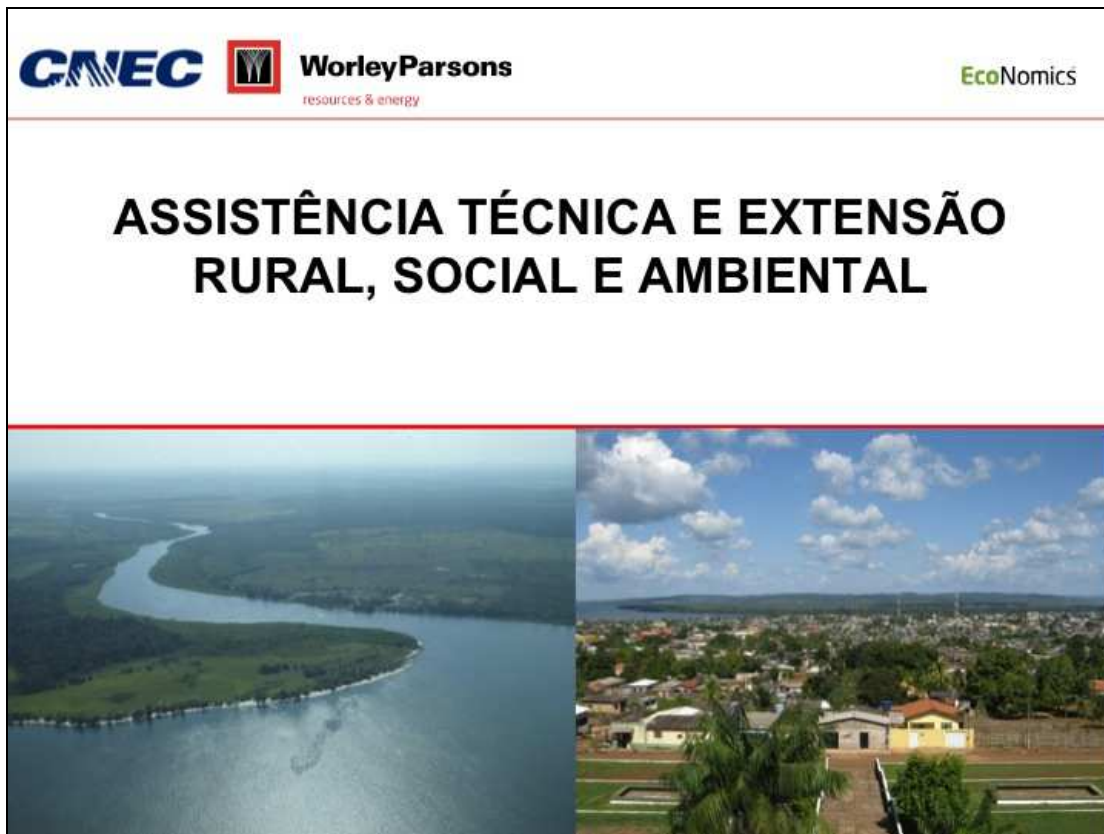 CNEC
WorleyParsons
resources & energy
EcoNomics
ASSISTÊNCIA TÉCNICA E EXTENSÃO
RURAL, SOCIAL E AMBIENTAL